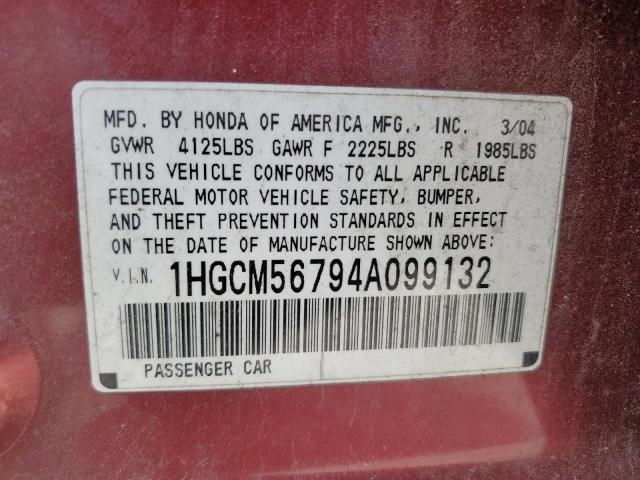 MFD. BY HONDA OF AMERICA MFG., INC. 3/04
GVWR 4125LBS GAWR F 2225LBS R 1985LBS
THIS VEHICLE CONFORMS TO ALL APPLICABLE
FEDERAL MOTOR VEHICLE SAFETY, BUMPER,
AND THEFT PREVENTION STANDARDS IN EFFECT
ON THE DATE OF MANUFACTURE SHOWN ABOVE:
V.I.N. 1HGCM56794A099132
PASSENGER CAR